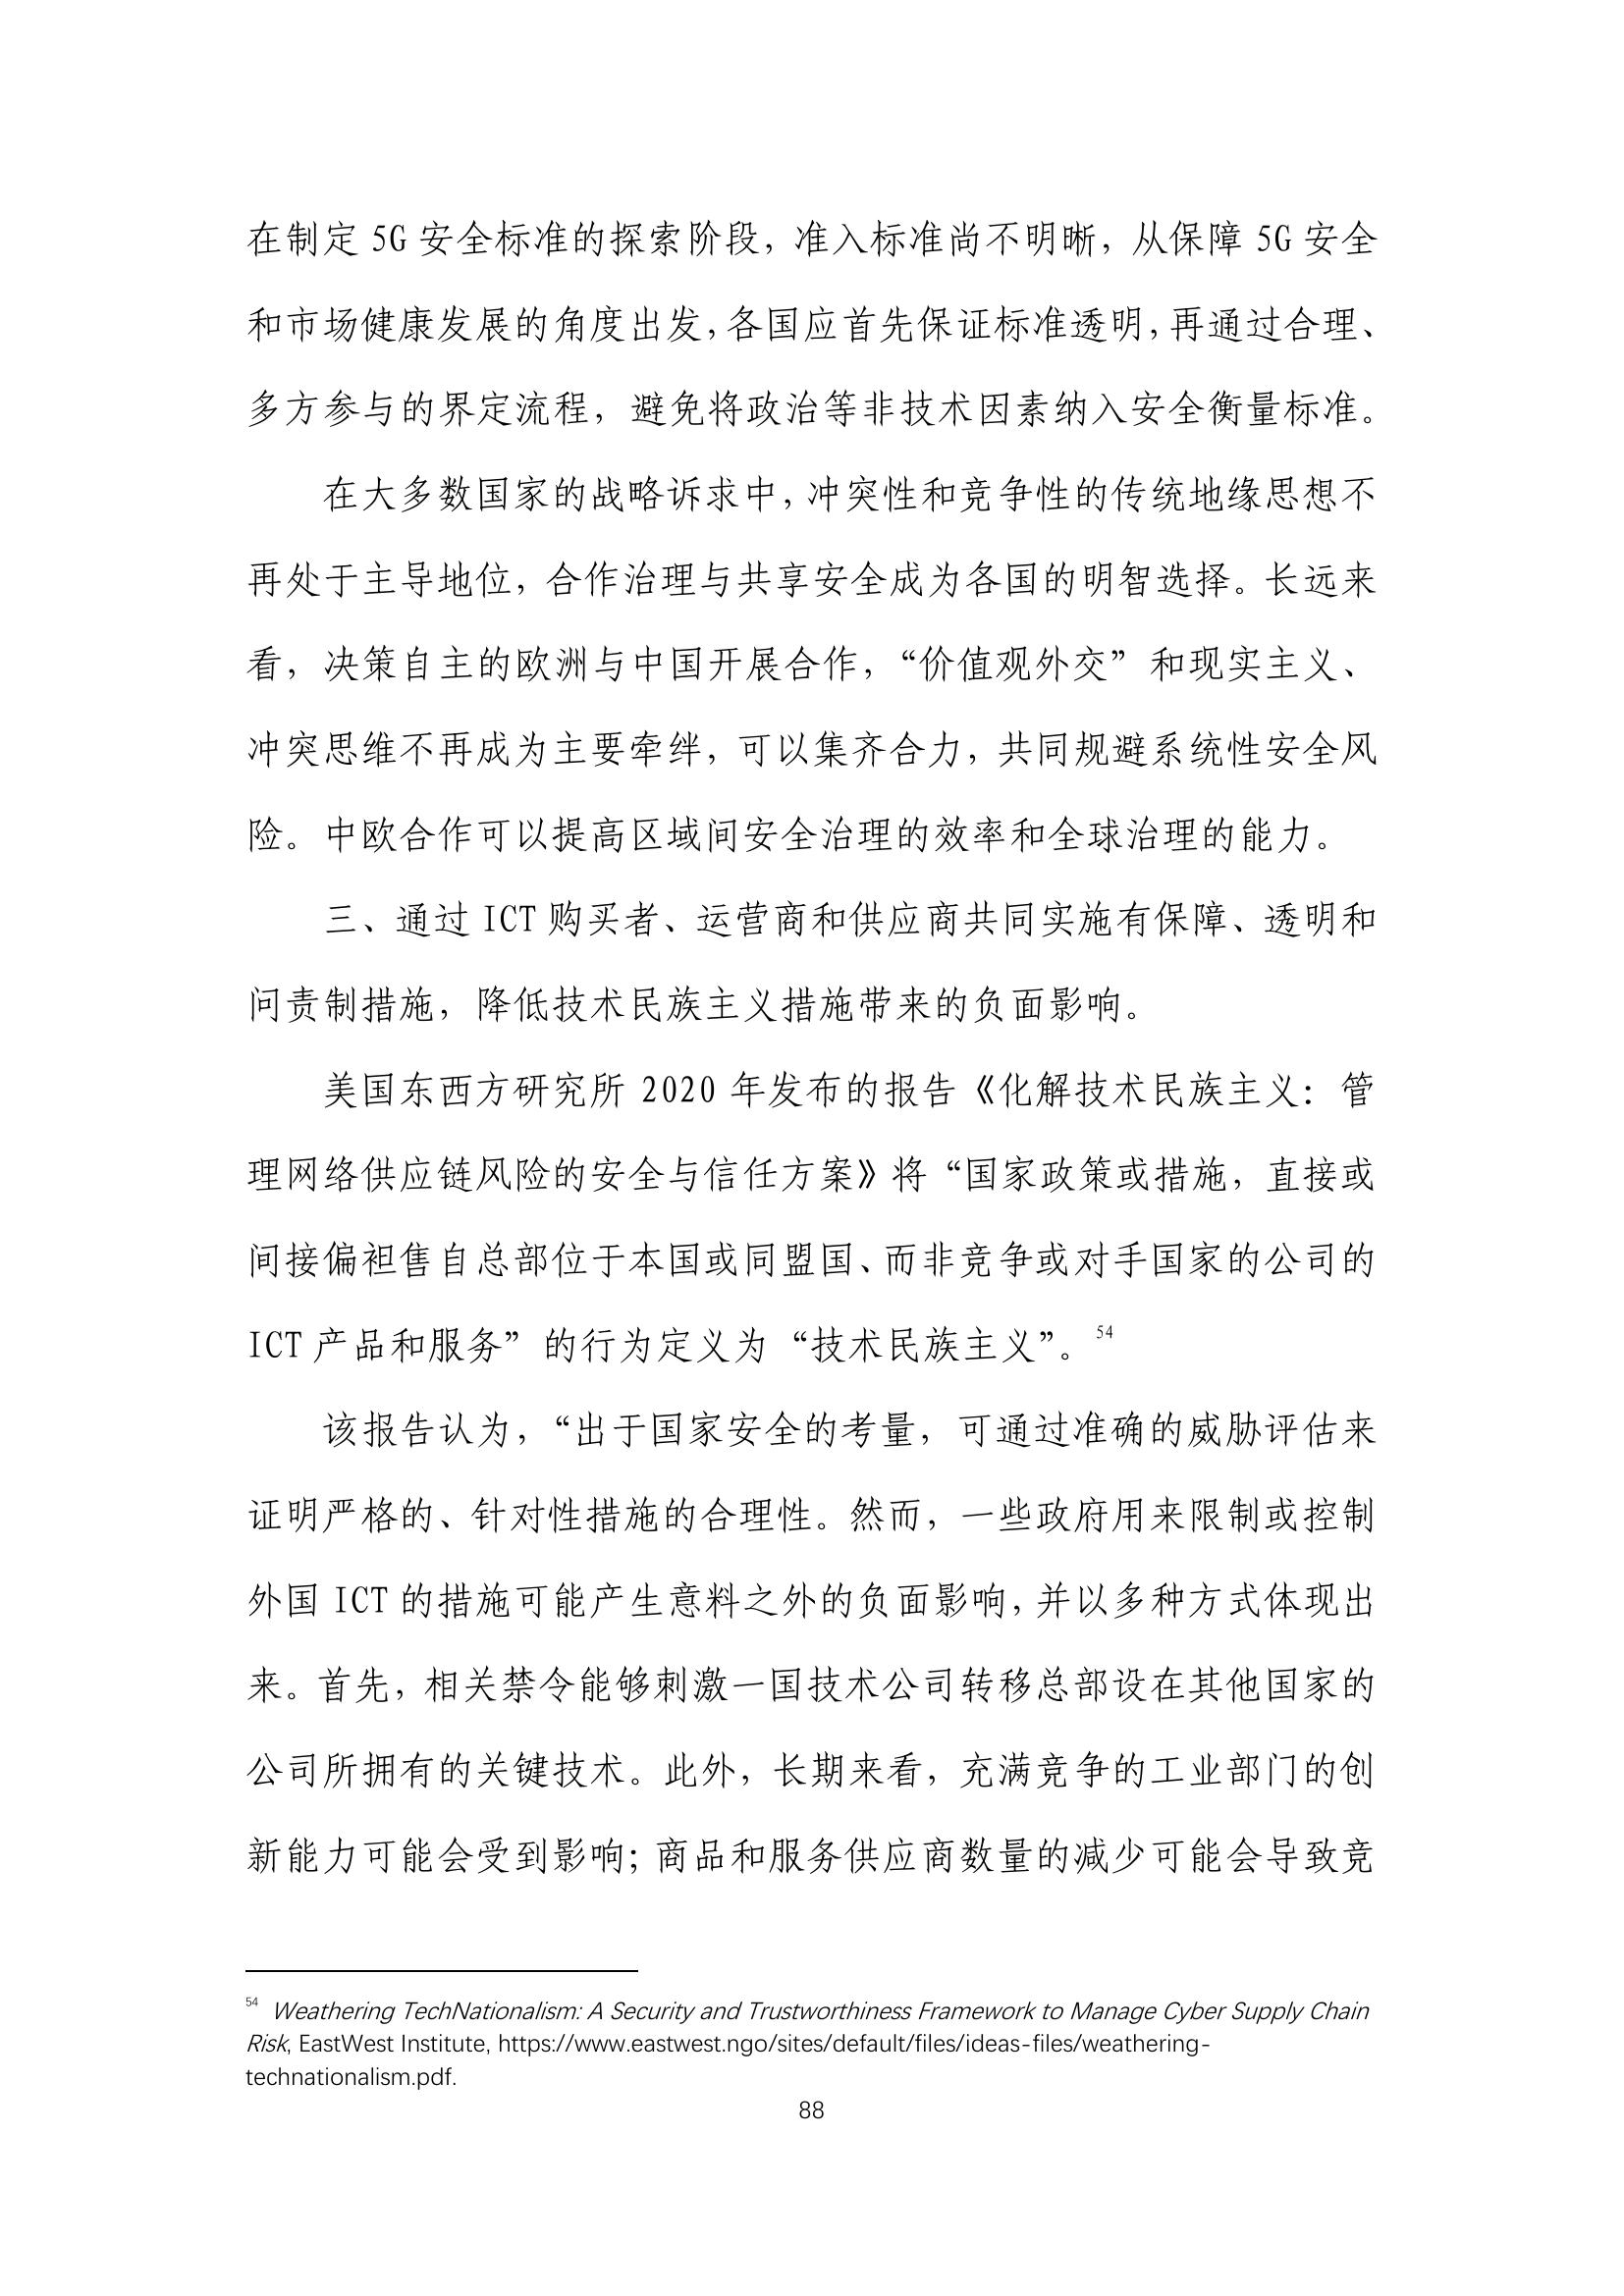 在制定 5G 安全标准的探索阶段，准入标准尚不明晰，从保障 5G 安全
和市场健康发展的角度出发，各国应首先保证标准透明，再通过合理、
多方参与的界定流程，避免将政治等非技术因素纳入安全衡量标准。
在大多数国家的战略诉求中，冲突性和竞争性的传统地缘思想不
再处于主导地位，合作治理与共享安全成为各国的明智选择。长远来
看，决策自主的欧洲与中国开展合作，“价值观外交”和现实主义、
冲突思维不再成为主要牵绊，可以集齐合力，共同规避系统性安全风
险。中欧合作可以提高区域间安全治理的效率和全球治理的能力。
三、通过 ICT 购买者、运营商和供应商共同实施有保障、透明和
问责制措施，降低技术民族主义措施带来的负面影响。
美国东西方研究所 2020 年发布的报告《化解技术民族主义：管
理网络供应链风险的安全与信任方案》将“国家政策或措施，直接或
间接偏袒售自总部位于本国或同盟国、而非竞争或对手国家的公司的
ICT 产品和服务”的行为定义为“技术民族主义”。54
该报告认为，“出于国家安全的考量，可通过准确的威胁评估来
证明严格的、针对性措施的合理性。然而，一些政府用来限制或控制
外国 ICT 的措施可能产生意料之外的负面影响，并以多种方式体现出
来。首先，相关禁令能够刺激一国技术公司转移总部设在其他国家的
公司所拥有的关键技术。此外，长期来看，充满竞争的工业部门的创
新能力可能会受到影响；商品和服务供应商数量的减少可能会导致竞
54 Weathering TechNationalism: A Security and Trustworthiness Framework to Manage Cyber Supply Chain
Risk, EastWest Institute, https://www.eastwest.ngo/sites/default/files/ideas-files/weathering-
technationalism.pdf.
88